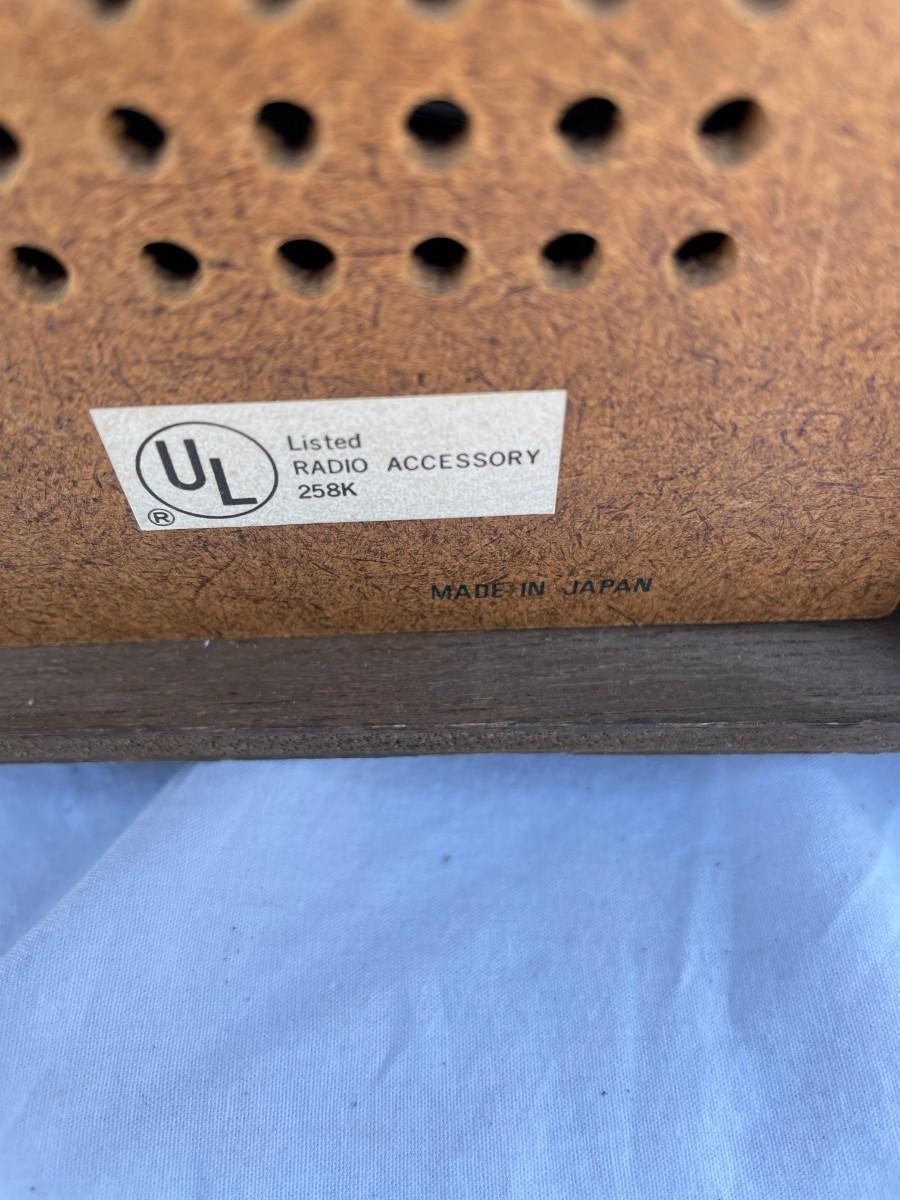 UL
®
Listed
RADIO ACCESSORY
258K
MADE IN JAPAN